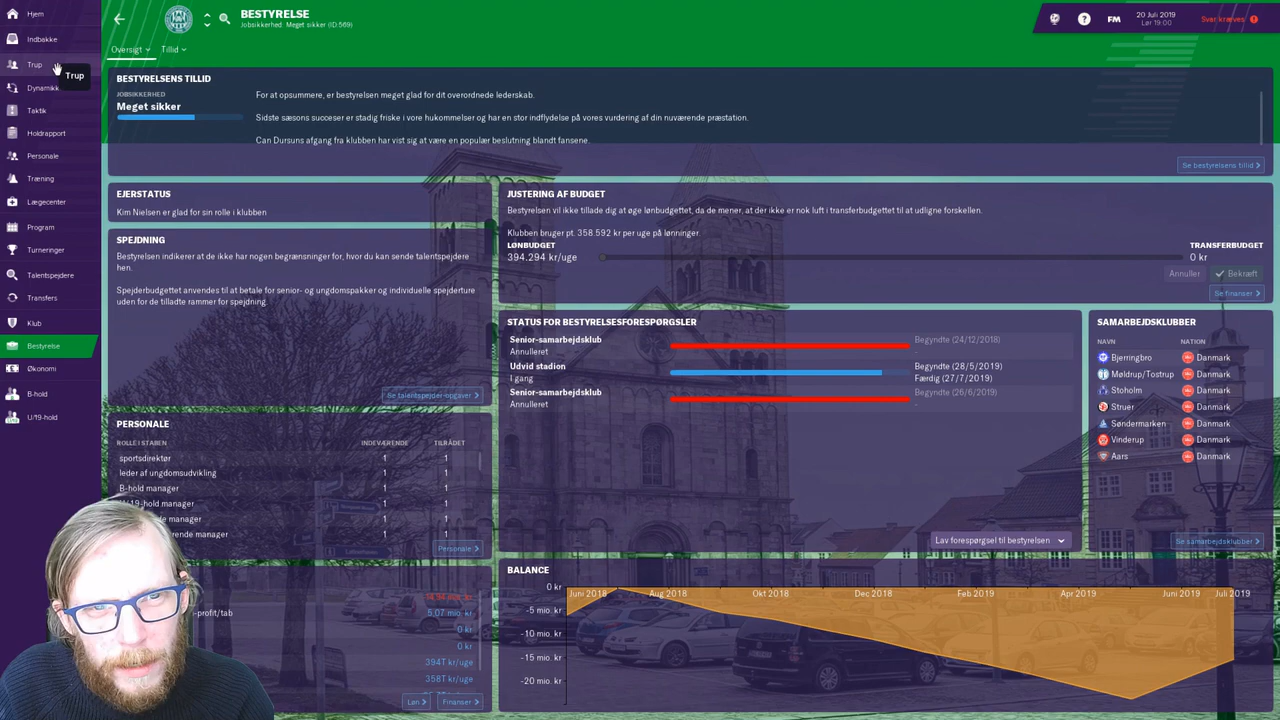 Hjem
Indbakke
Trup
Trup
Dynamikk
Taktik
Holdrapport
Personale
Træning
Lægecenter
Program
Turneringer
Talentspejdere
Transfers
Klub
Bestyrelse
Økonomi
B-hold
U/19-hold
BESTYRELSE
Jobsikkerhed: Meget sikker (ID:569)
FM
20 Juli 2019
Lør 19:00
Svar kræves
Oversigt
Tillid
BESTYRELSENS TILLID
JOBSIKKERHED
Meget sikker
For at opsummere, er bestyrelsen meget glad for dit overordnede lederskab.
Sidste sæsons succeser er stadig friske i vore hukommelser og har en stor indflydelse på vores vurdering af din nuværende præstation.
Can Dursuns afgang fra klubben har vist sig at være en populær beslutning blandt fansene.
Se bestyrelsens tillid
EJERSTATUS
Kim Nielsen er glad for sin rolle i klubben
SPEJDNING
Bestyrelsen indikerer at de ikke har nogen begrænsninger for, hvor du kan sende talentspejdere
hen.
Spejderbudgettet anvendes til at betale for senior- og ungdomspakker og individuelle spejderture
uden for de tilladte rammer for spejdning.
Se talentspejder-opgaver
JUSTERING AF BUDGET
Bestyrelsen vil ikke tillade dig at øge lønbudgettet, da de mener, at der ikke er nok luft i transferbudgettet til at udligne forskellen.
Klubben bruger pt. 358.592 kr per uge på lønninger.
LØNBUDGET
394.294 kr/uge
TRANSFERBUDGET
0 kr
Annuller
Bekræft
Se finanser
STATUS FOR BESTYRELSESFORESPØRGSLER
Senior-samarbejdsklub
Annulleret
Begyndte (24/12/2018)
-
Udvid stadion
I gang
Begyndte (28/5/2019)
Færdig (27/7/2019)
Senior-samarbejdsklub
Annulleret
Begyndte (26/6/2019)
-
Lav forespørgsel til bestyrelsen
SAMARBEJDSKLUBBER
NAVN
NATION
Bjerringbro
Danmark
Møldrup/Tostrup
Danmark
Stoholm
Danmark
Struer
Danmark
Søndermarken
Danmark
Vinderup
Danmark
Aars
Danmark
Se samarbejdsklubber
PERSONALE
ROLLE I STABEN
INDEVÆRENDE
TILRÅDET
sportsdirektør
1
1
leder af ungdomsudvikling
1
1
B-hold manager
1
1
19-hold manager
1
1
manager
1
1
rende manager
1
1
Personale
-profit/tab
5,07 mio. kr
0 kr
0 kr
394T kr/uge
358T kr/uge
Løn
Finanser
BALANCE
0 kr
-5 mio. kr
-10 mio. kr
-15 mio. kr
-20 mio. kr
Juni 2018
Aug 2018
Okt 2018
Dec 2018
Feb 2019
Apr 2019
Juni 2019
Juli 2019